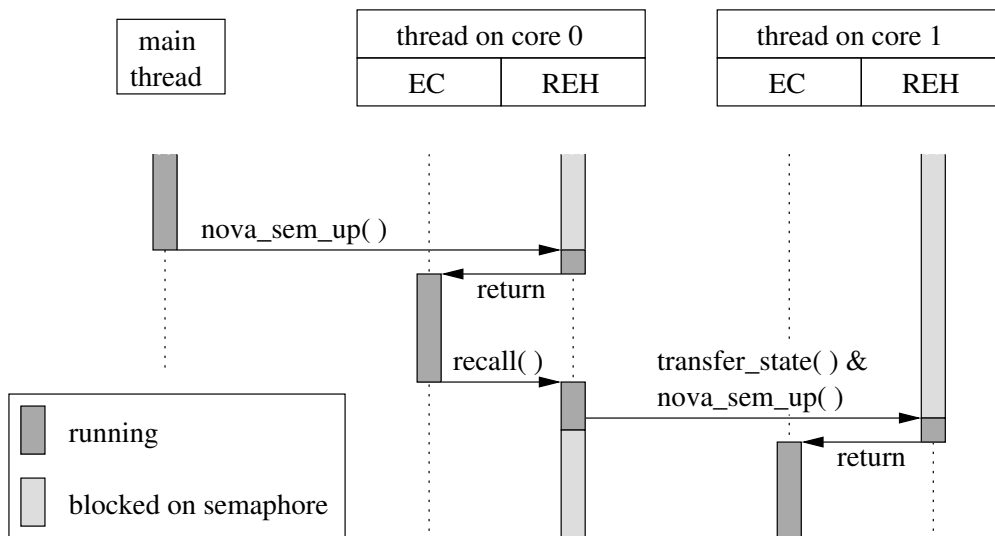 main
thread
thread on core 0
EC
REH
thread on core 1
EC
REH
nova_sem_up( )
return
recall( )
transfer_state( ) &
nova_sem_up( )
return
running
blocked on semaphore